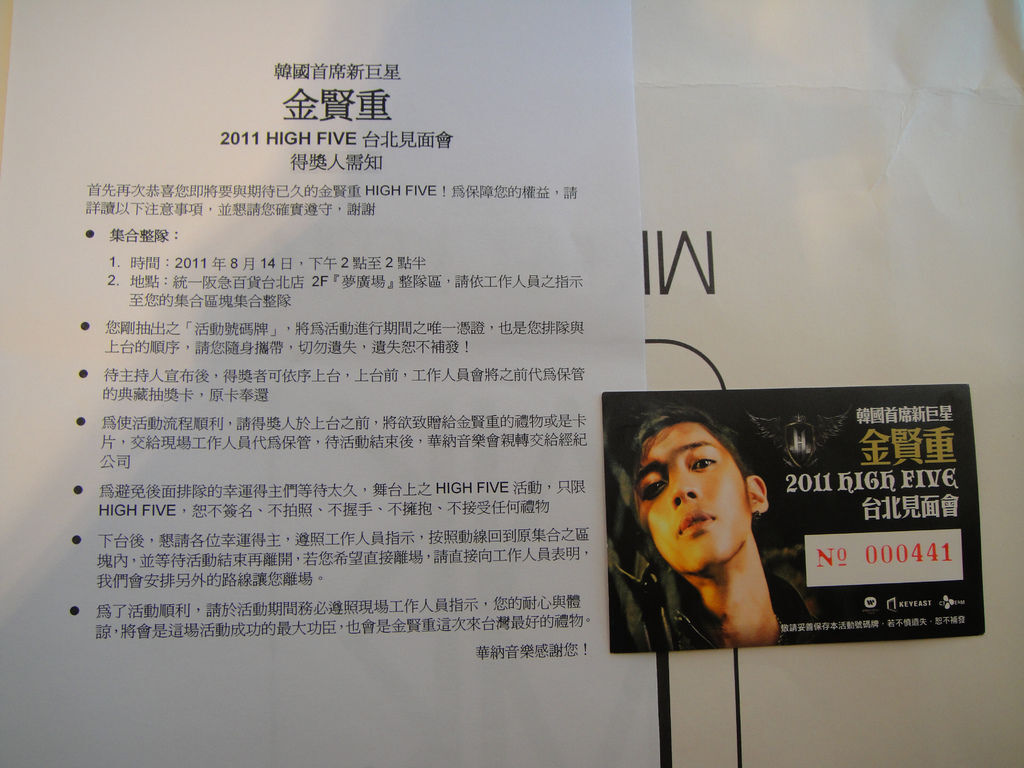 韓國首席新巨星
金賢重
2011 HIGH FIVE 台北見面會
得獎人需知
首先再次恭喜您即將要與期待已久的金賢重 HIGH FIVE！為保障您的權益，請
詳讀以下注意事項，並懇請您確實遵守，謝謝
● 集合整隊：
1. 時間：2011 年 8 月 14 日，下午 2 點至 2 點半
2. 地點：統一阪急百貨台北店 2F『夢廣場』整隊區，請依工作人員之指示
至您的集合區塊集合整隊
● 您剛抽出之「活動號碼牌」，將為活動進行期間之唯一憑證，也是您排隊與
上台的順序，請您隨身攜帶，切勿遺失，遺失恕不補發！
● 待主持人宣布後，得獎者可依序上台，上台前，工作人員會將之前代為保管
的典藏抽獎卡，原卡奉還
● 為使活動流程順利，請得獎人於上台之前，將欲致贈給金賢重的禮物或是卡
片，交給現場工作人員代為保管，待活動結束後，華納音樂會親轉交給經紀
公司
● 為避免後面排隊的幸運得主們等待太久，舞台上之 HIGH FIVE 活動，只限
HIGH FIVE，恕不簽名、不拍照、不握手、不擁抱、不接受任何禮物
● 下台後，懇請各位幸運得主，遵照工作人員指示，按照動線回到原集合之區
塊內，並等待活動結束再離開，若您希望直接離場，請直接向工作人員表明，
我們會安排另外的路線讓您離場。
● 為了活動順利，請於活動期間務必遵照現場工作人員指示，您的耐心與體
諒，將會是這場活動成功的最大功臣，也會是金賢重這次來台灣最好的禮物。
華納音樂感謝您！
韓國首席新巨星
金賢重
2011 HIGH FIVE
台北見面會
№ 000441
KEYEAST
敬請妥善保存本活動號碼牌，若不慎遺失，恕不補發